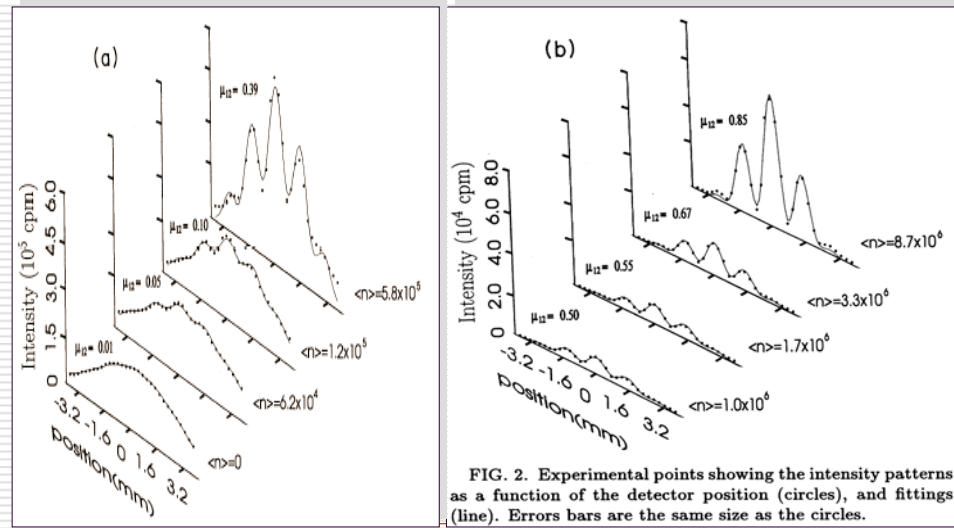 (a)
μ12= 0.39
μ12= 0.10
μ12= 0.05
μ12= 0.01
Intensity (10⁵ cpm)
6.0
4.5
3.0
1.5
0
-3.2 -1.6 0 1.6 3.2
position(mm)
<n>=5.8x10⁵
<n>=1.2x10⁵
<n>=6.2x10⁴
<n>=0
(b)
μ12= 0.85
μ12= 0.67
μ12= 0.55
μ12= 0.50
Intensity (10⁴ cpm)
8.0
6.0
4.0
2.0
0
-3.2 -1.6 0 1.6 3.2
position(mm)
<n>=8.7x10⁶
<n>=3.3x10⁶
<n>=1.7x10⁶
<n>=1.0x10⁶
FIG. 2. Experimental points showing the intensity patterns
as a function of the detector position (circles), and fittings
(line). Errors bars are the same size as the circles.